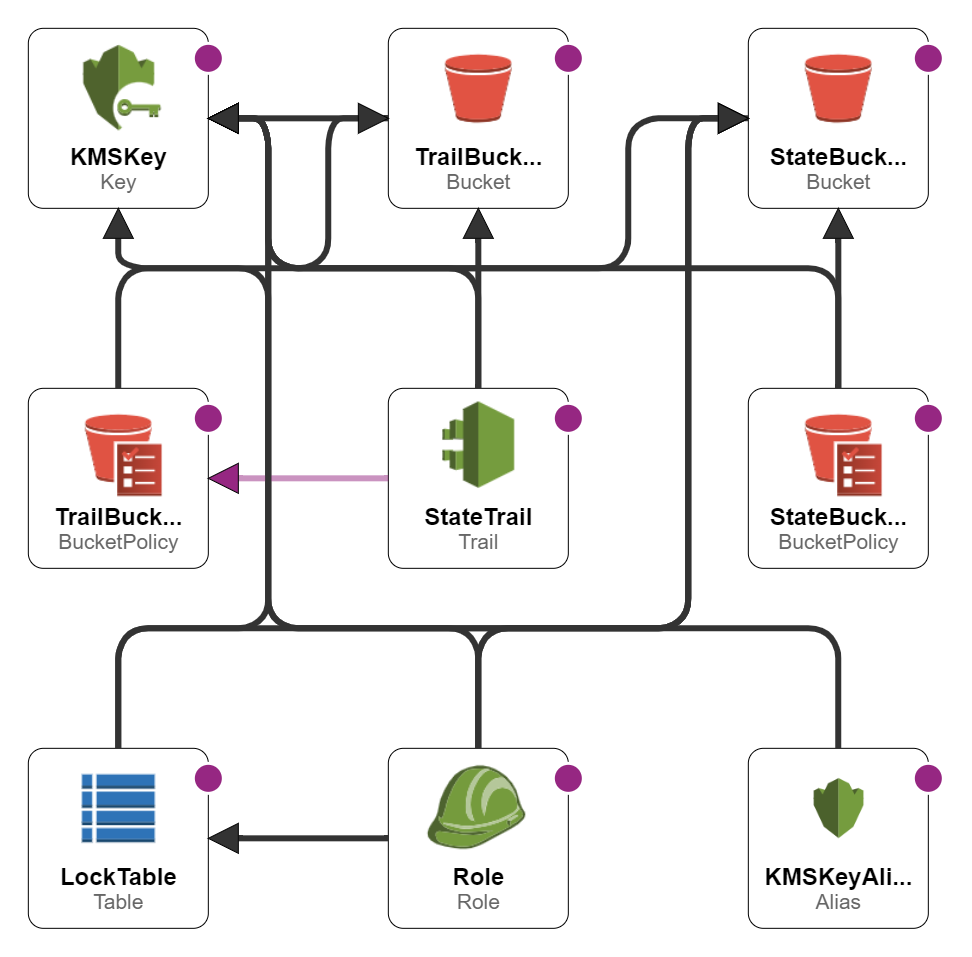 KMSKey
Key
TrailBuck...
Bucket
StateBuck...
Bucket
TrailBuck...
BucketPolicy
StateTrail
Trail
StateBuck...
BucketPolicy
LockTable
Table
Role
Role
KMSKeyAli...
Alias